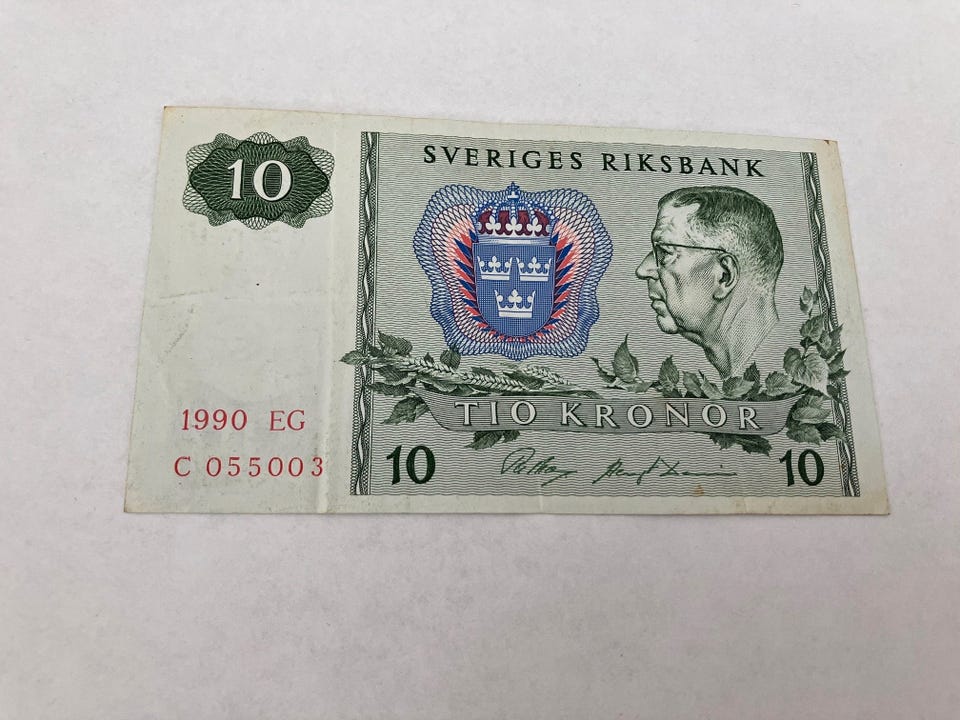 10
SVERIGES RIKSBANK
TIO KRONOR
1990 EG
C 055003
10
10